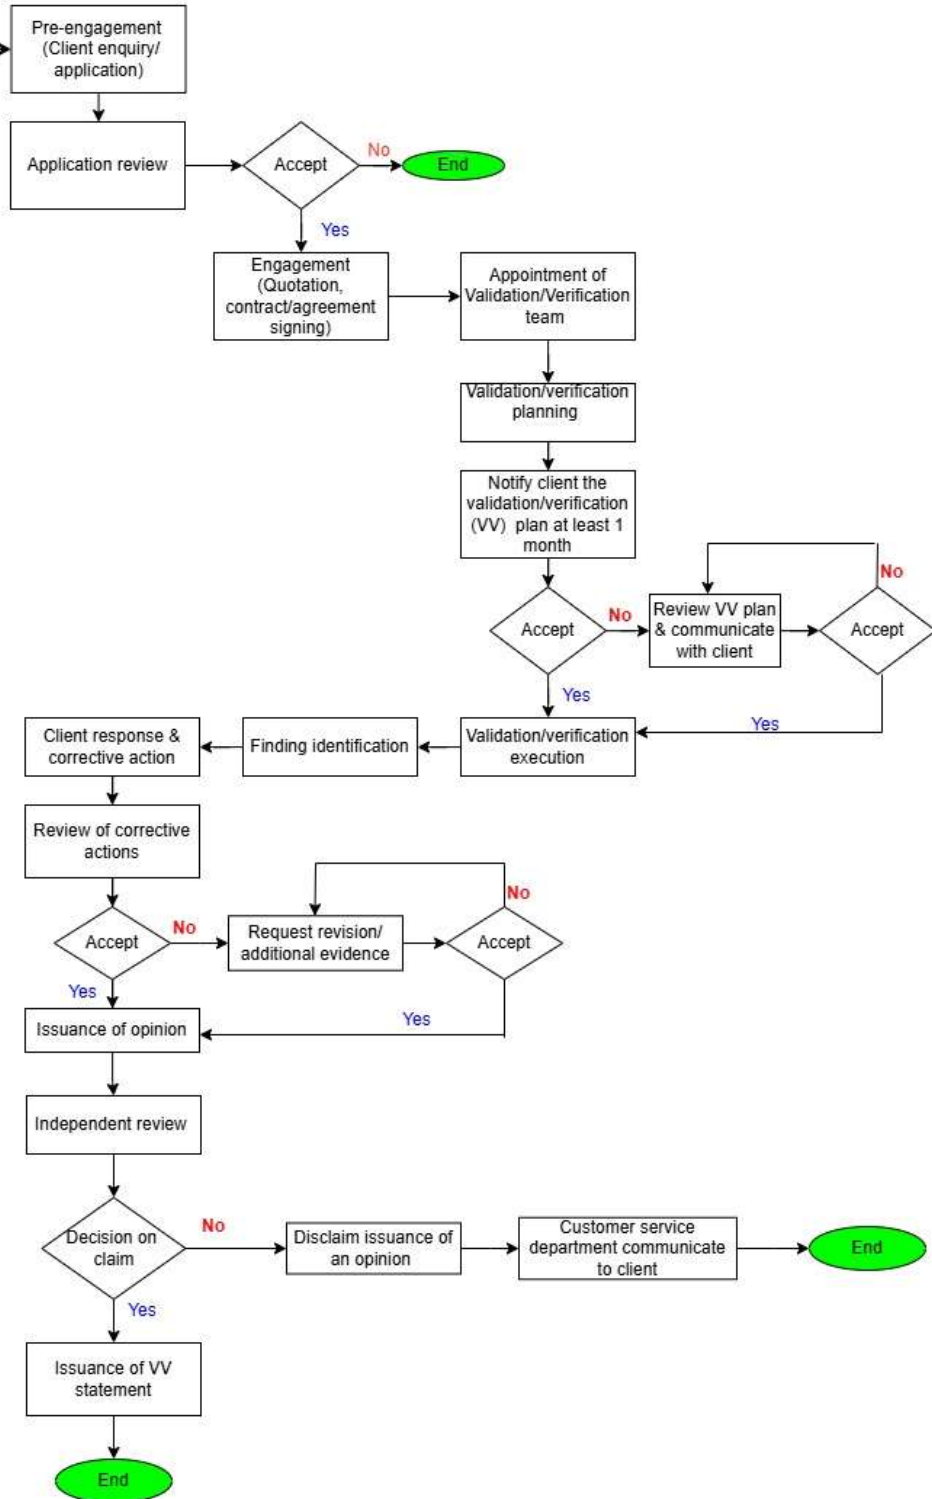 Pre-engagement
(Client enquiry/
application)
Application review
Accept
No
End
Yes
Engagement
(Quotation,
contract/agreement
signing)
Appointment of
Validation/Verification
team
Validation/verification
planning
Notify client the
validation/verification
(VV) plan at least 1
month
Accept
No
Review VV plan
& communicate
with client
Accept
No
Yes
Yes
Validation/verification
execution
Finding identification
Client response &
corrective action
Review of corrective
actions
Accept
No
Request revision/
additional evidence
Accept
No
Yes
Yes
Issuance of opinion
Independent review
Decision on
claim
No
Disclaim issuance of
an opinion
Customer service
department communicate
to client
End
Yes
Issuance of VV
statement
End